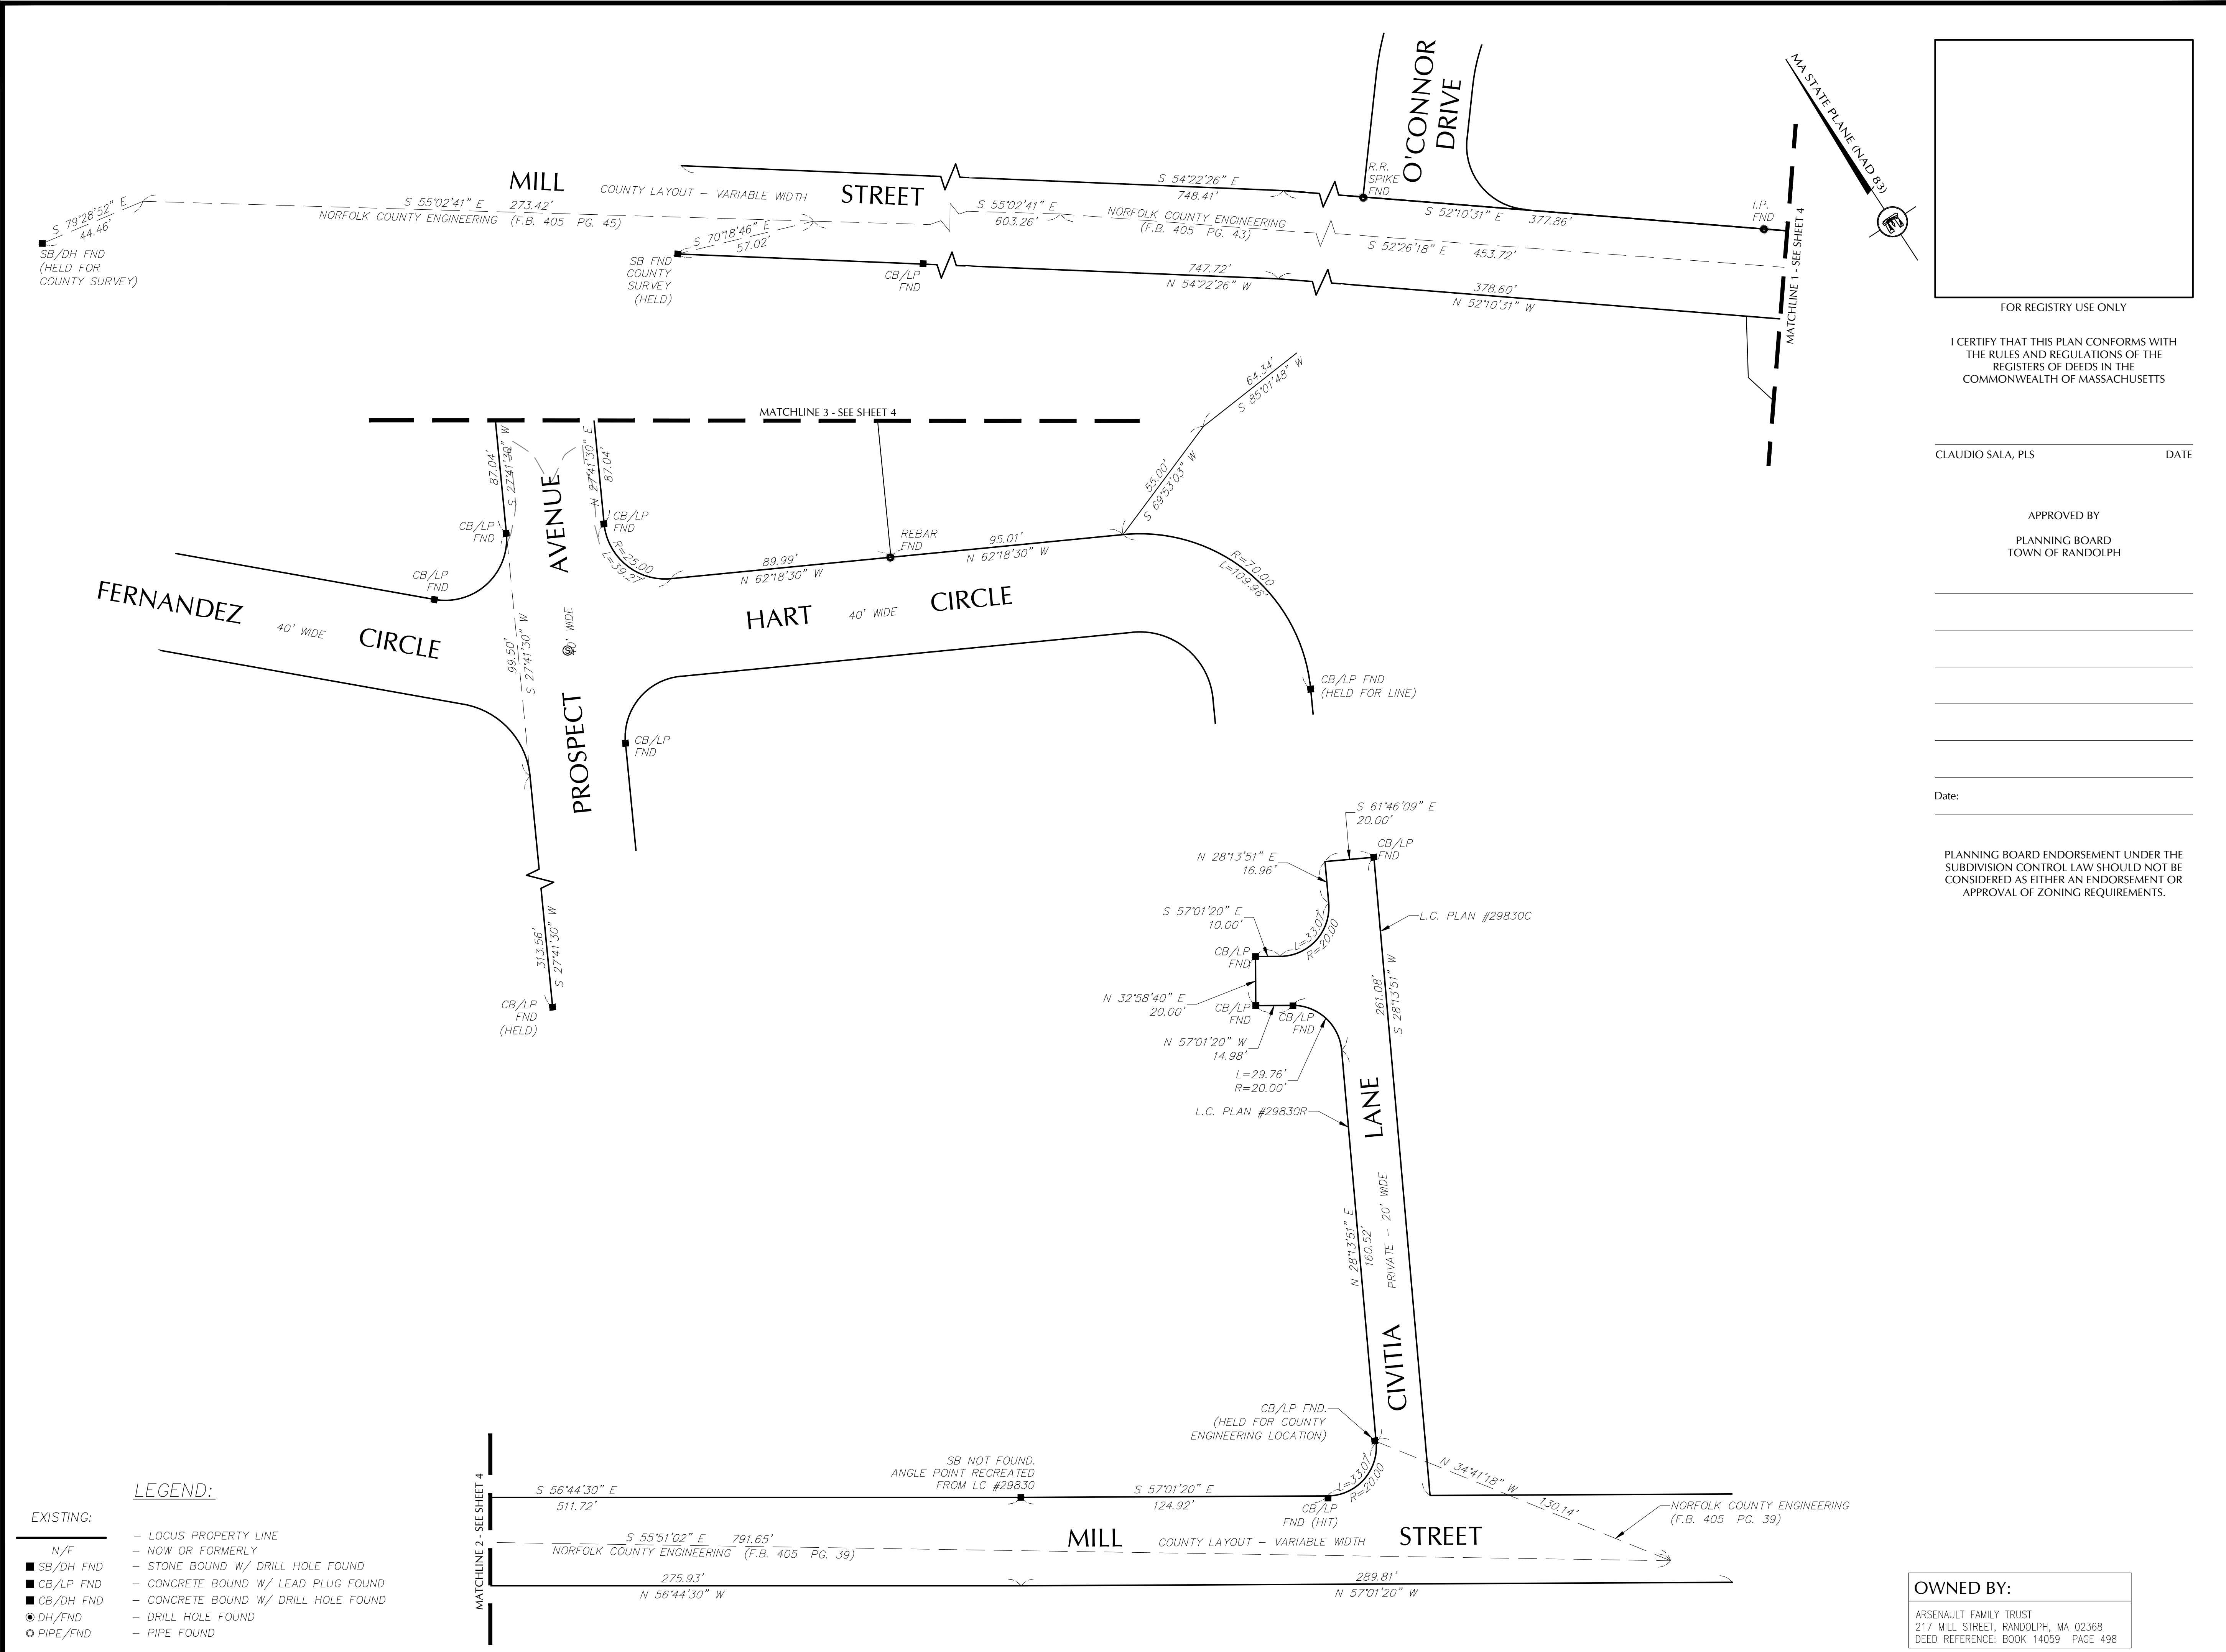 O'CONNOR
DRIVE
MA STATE PLANE (NAD 83)
MILL
COUNTY LAYOUT – VARIABLE WIDTH
STREET
S 79°28'52" E
44.46'
SB/DH FND
(HELD FOR
COUNTY SURVEY)
S 55°02'41" E 273.42'
NORFOLK COUNTY ENGINEERING (F.B. 405 PG. 45)
S 70°18'46" E
57.02'
SB FND
COUNTY
SURVEY
(HELD)
CB/LP
FND
S 55°02'41" E
603.26'
S 54°22'26" E
748.41'
NORFOLK COUNTY ENGINEERING
(F.B. 405 PG. 43)
747.72'
N 54°22'26" W
R.R.
SPIKE
FND
S 52°10'31" E 377.86'
S 52°26'18" E 453.72'
378.60'
N 52°10'31" W
I.P.
FND
MATCHLINE 1 - SEE SHEET 4
MATCHLINE 3 - SEE SHEET 4
87.04'
S 27°41'30" W
N 27°41'30" E
87.04'
CB/LP
FND
CB/LP
FND
CB/LP
FND
R=25.00
L=39.27'
PROSPECT AVENUE
40' WIDE
FERNANDEZ 40' WIDE CIRCLE
99.50'
S 27°41'30" W
89.99'
N 62°18'30" W
REBAR
FND
95.01'
N 62°18'30" W
55.00'
S 69°53'03" W
64.34'
S 85°01'48" W
HART 40' WIDE CIRCLE
R=70.00
L=109.96'
CB/LP FND
(HELD FOR LINE)
CB/LP
FND
313.56'
S 27°41'30" W
CB/LP
FND
(HELD)
S 61°46'09" E
20.00'
CB/LP
FND
N 28°13'51" E
16.96'
S 57°01'20" E
10.00'
L=33.07'
R=20.00
L.C. PLAN #29830C
CB/LP
FND
N 32°58'40" E
20.00'
CB/LP
FND
CB/LP
FND
N 57°01'20" W
14.98'
L=29.76'
R=20.00'
L.C. PLAN #29830R
261.08'
S 28°13'51" W
CIVITIA LANE
PRIVATE – 20' WIDE
N 28°13'51" E
160.52'
CB/LP FND.
(HELD FOR COUNTY
ENGINEERING LOCATION)
L=33.07'
R=20.00
CB/LP
FND (HIT)
N 34°41'18" W
130.14'
NORFOLK COUNTY ENGINEERING
(F.B. 405 PG. 39)
MATCHLINE 2 - SEE SHEET 4
S 56°44'30" E
511.72'
SB NOT FOUND.
ANGLE POINT RECREATED
FROM LC #29830
S 57°01'20" E
124.92'
S 55°51'02" E 791.65'
NORFOLK COUNTY ENGINEERING (F.B. 405 PG. 39)
MILL
COUNTY LAYOUT – VARIABLE WIDTH
STREET
275.93'
N 56°44'30" W
289.81'
N 57°01'20" W
LEGEND:
EXISTING:
– LOCUS PROPERTY LINE
N/F – NOW OR FORMERLY
SB/DH FND – STONE BOUND W/ DRILL HOLE FOUND
CB/LP FND – CONCRETE BOUND W/ LEAD PLUG FOUND
CB/DH FND – CONCRETE BOUND W/ DRILL HOLE FOUND
DH/FND – DRILL HOLE FOUND
PIPE/FND – PIPE FOUND
FOR REGISTRY USE ONLY
I CERTIFY THAT THIS PLAN CONFORMS WITH
THE RULES AND REGULATIONS OF THE
REGISTERS OF DEEDS IN THE
COMMONWEALTH OF MASSACHUSETTS
CLAUDIO SALA, PLS DATE
APPROVED BY
PLANNING BOARD
TOWN OF RANDOLPH
Date:
PLANNING BOARD ENDORSEMENT UNDER THE
SUBDIVISION CONTROL LAW SHOULD NOT BE
CONSIDERED AS EITHER AN ENDORSEMENT OR
APPROVAL OF ZONING REQUIREMENTS.
OWNED BY:
ARSENAULT FAMILY TRUST
217 MILL STREET, RANDOLPH, MA 02368
DEED REFERENCE: BOOK 14059 PAGE 498